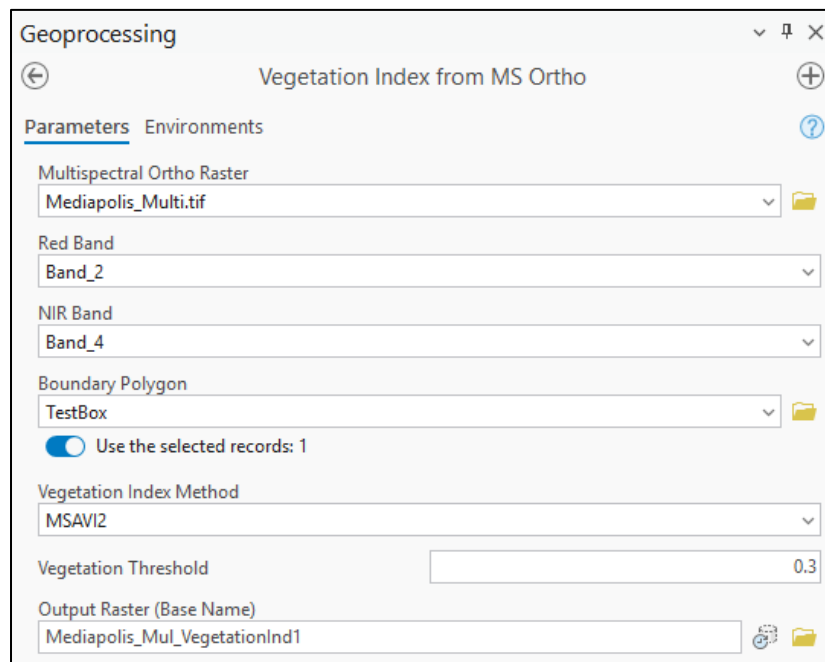 Geoprocessing
Vegetation Index from MS Ortho
Parameters Environments
Multispectral Ortho Raster
Mediapolis_Multi.tif
Red Band
Band_2
NIR Band
Band_4
Boundary Polygon
TestBox
Use the selected records: 1
Vegetation Index Method
MSAVI2
Vegetation Threshold 0.3
Output Raster (Base Name)
Mediapolis_Mul_VegetationInd1